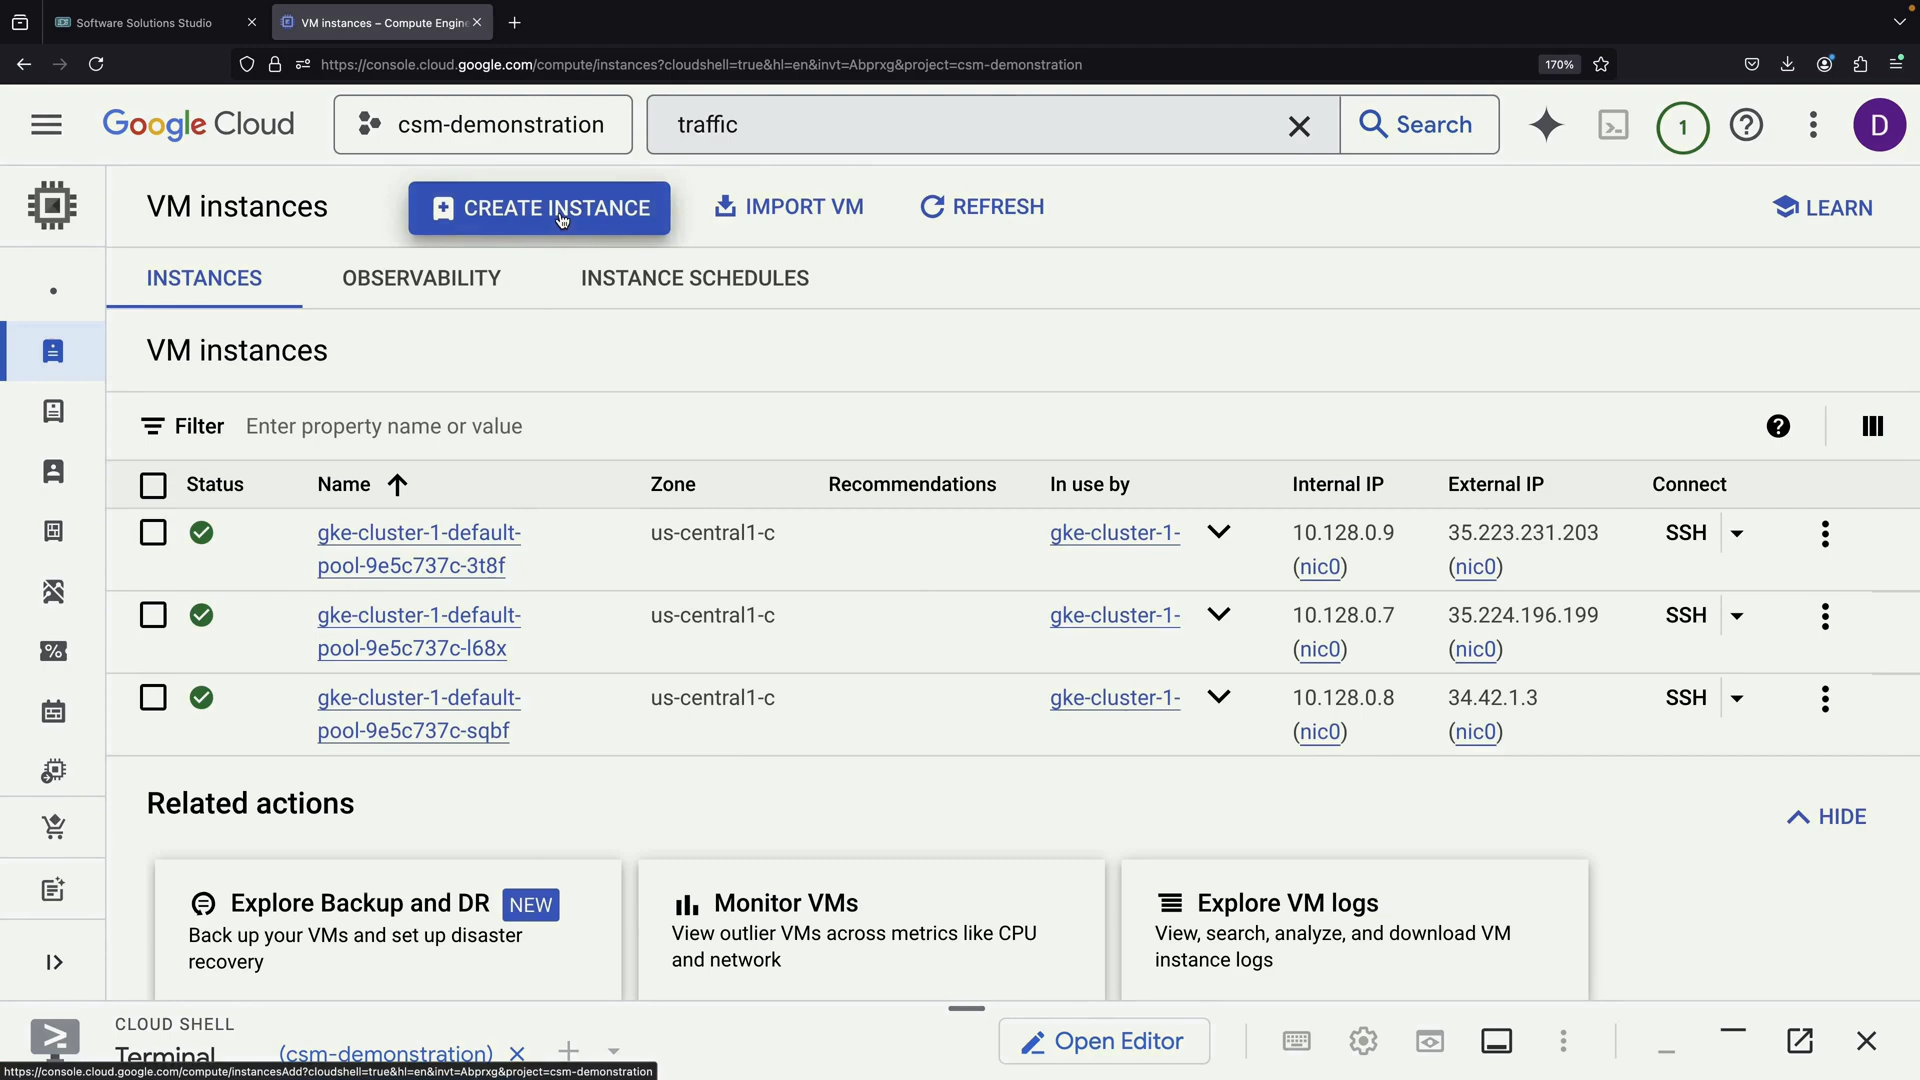 Software Solutions Studio
VM instances – Compute Engin
https://console.cloud.google.com/compute/instances?cloudshell=true&hl=en&invt=Abprxg&project=csm-demonstration
170%
Google Cloud
csm-demonstration
traffic
Search
1
D
VM instances
CREATE INSTANCE
IMPORT VM
REFRESH
LEARN
INSTANCES
OBSERVABILITY
INSTANCE SCHEDULES
VM instances
Filter
Enter property name or value
Status
Name
Zone
Recommendations
In use by
Internal IP
External IP
Connect
gke-cluster-1-default-
us-central1-c
gke-cluster-1-
10.128.0.9
35.223.231.203
SSH
pool-9e5c737c-3t8f
(nic0)
(nic0)
gke-cluster-1-default-
us-central1-c
gke-cluster-1-
10.128.0.7
35.224.196.199
SSH
pool-9e5c737c-l68x
(nic0)
(nic0)
gke-cluster-1-default-
us-central1-c
gke-cluster-1-
10.128.0.8
34.42.1.3
SSH
pool-9e5c737c-sqbf
(nic0)
(nic0)
Related actions
HIDE
Explore Backup and DR
NEW
Back up your VMs and set up disaster
recovery
Monitor VMs
View outlier VMs across metrics like CPU
and network
Explore VM logs
View, search, analyze, and download VM
instance logs
CLOUD SHELL
Terminal
(csm-demonstration)
Open Editor
https://console.cloud.google.com/compute/instancesAdd?cloudshell=true&hl=en&invt=Abprxg&project=csm-demonstration